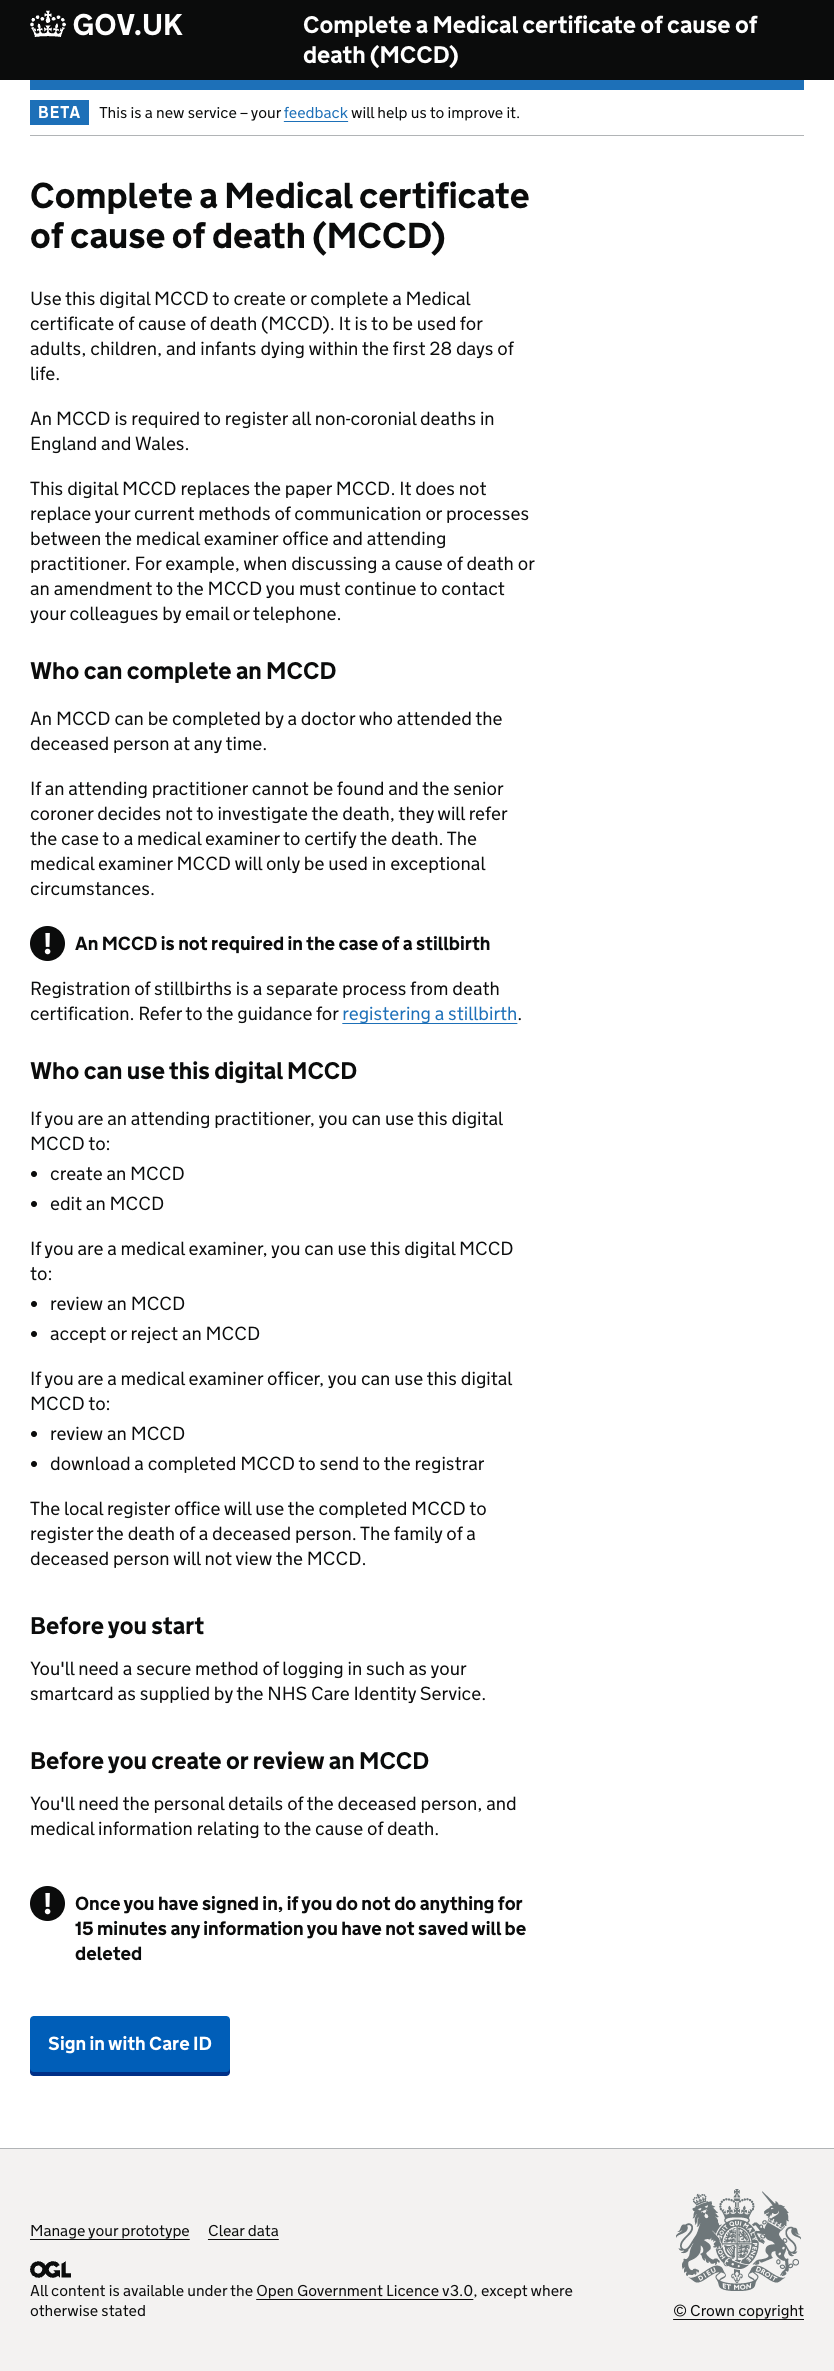 GOV.UK
Complete a Medical certificate of cause of
death (MCCD)
BETA This is a new service – your feedback will help us to improve it.
Complete a Medical certificate
of cause of death (MCCD)
Use this digital MCCD to create or complete a Medical
certificate of cause of death (MCCD). It is to be used for
adults, children, and infants dying within the first 28 days of
life.
An MCCD is required to register all non-coronial deaths in
England and Wales.
This digital MCCD replaces the paper MCCD. It does not
replace your current methods of communication or processes
between the medical examiner office and attending
practitioner. For example, when discussing a cause of death or
an amendment to the MCCD you must continue to contact
your colleagues by email or telephone.
Who can complete an MCCD
An MCCD can be completed by a doctor who attended the
deceased person at any time.
If an attending practitioner cannot be found and the senior
coroner decides not to investigate the death, they will refer
the case to a medical examiner to certify the death. The
medical examiner MCCD will only be used in exceptional
circumstances.
! An MCCD is not required in the case of a stillbirth
Registration of stillbirths is a separate process from death
certification. Refer to the guidance for registering a stillbirth.
Who can use this digital MCCD
If you are an attending practitioner, you can use this digital
MCCD to:
• create an MCCD
• edit an MCCD
If you are a medical examiner, you can use this digital MCCD
to:
• review an MCCD
• accept or reject an MCCD
If you are a medical examiner officer, you can use this digital
MCCD to:
• review an MCCD
• download a completed MCCD to send to the registrar
The local register office will use the completed MCCD to
register the death of a deceased person. The family of a
deceased person will not view the MCCD.
Before you start
You'll need a secure method of logging in such as your
smartcard as supplied by the NHS Care Identity Service.
Before you create or review an MCCD
You'll need the personal details of the deceased person, and
medical information relating to the cause of death.
! Once you have signed in, if you do not do anything for
15 minutes any information you have not saved will be
deleted
Sign in with Care ID
Manage your prototype Clear data
OGL
All content is available under the Open Government Licence v3.0, except where
otherwise stated
DIEU ET MON DROIT
© Crown copyright